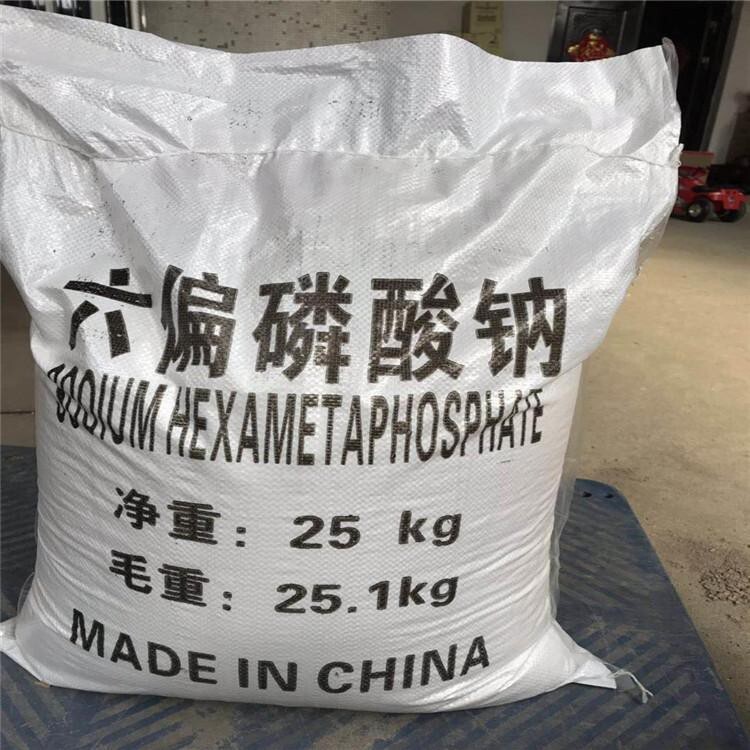 六偏磷酸钠
SODIUM HEXAMETAPHOSPHATE
净重：25 kg
毛重：25.1kg
MADE IN CHINA